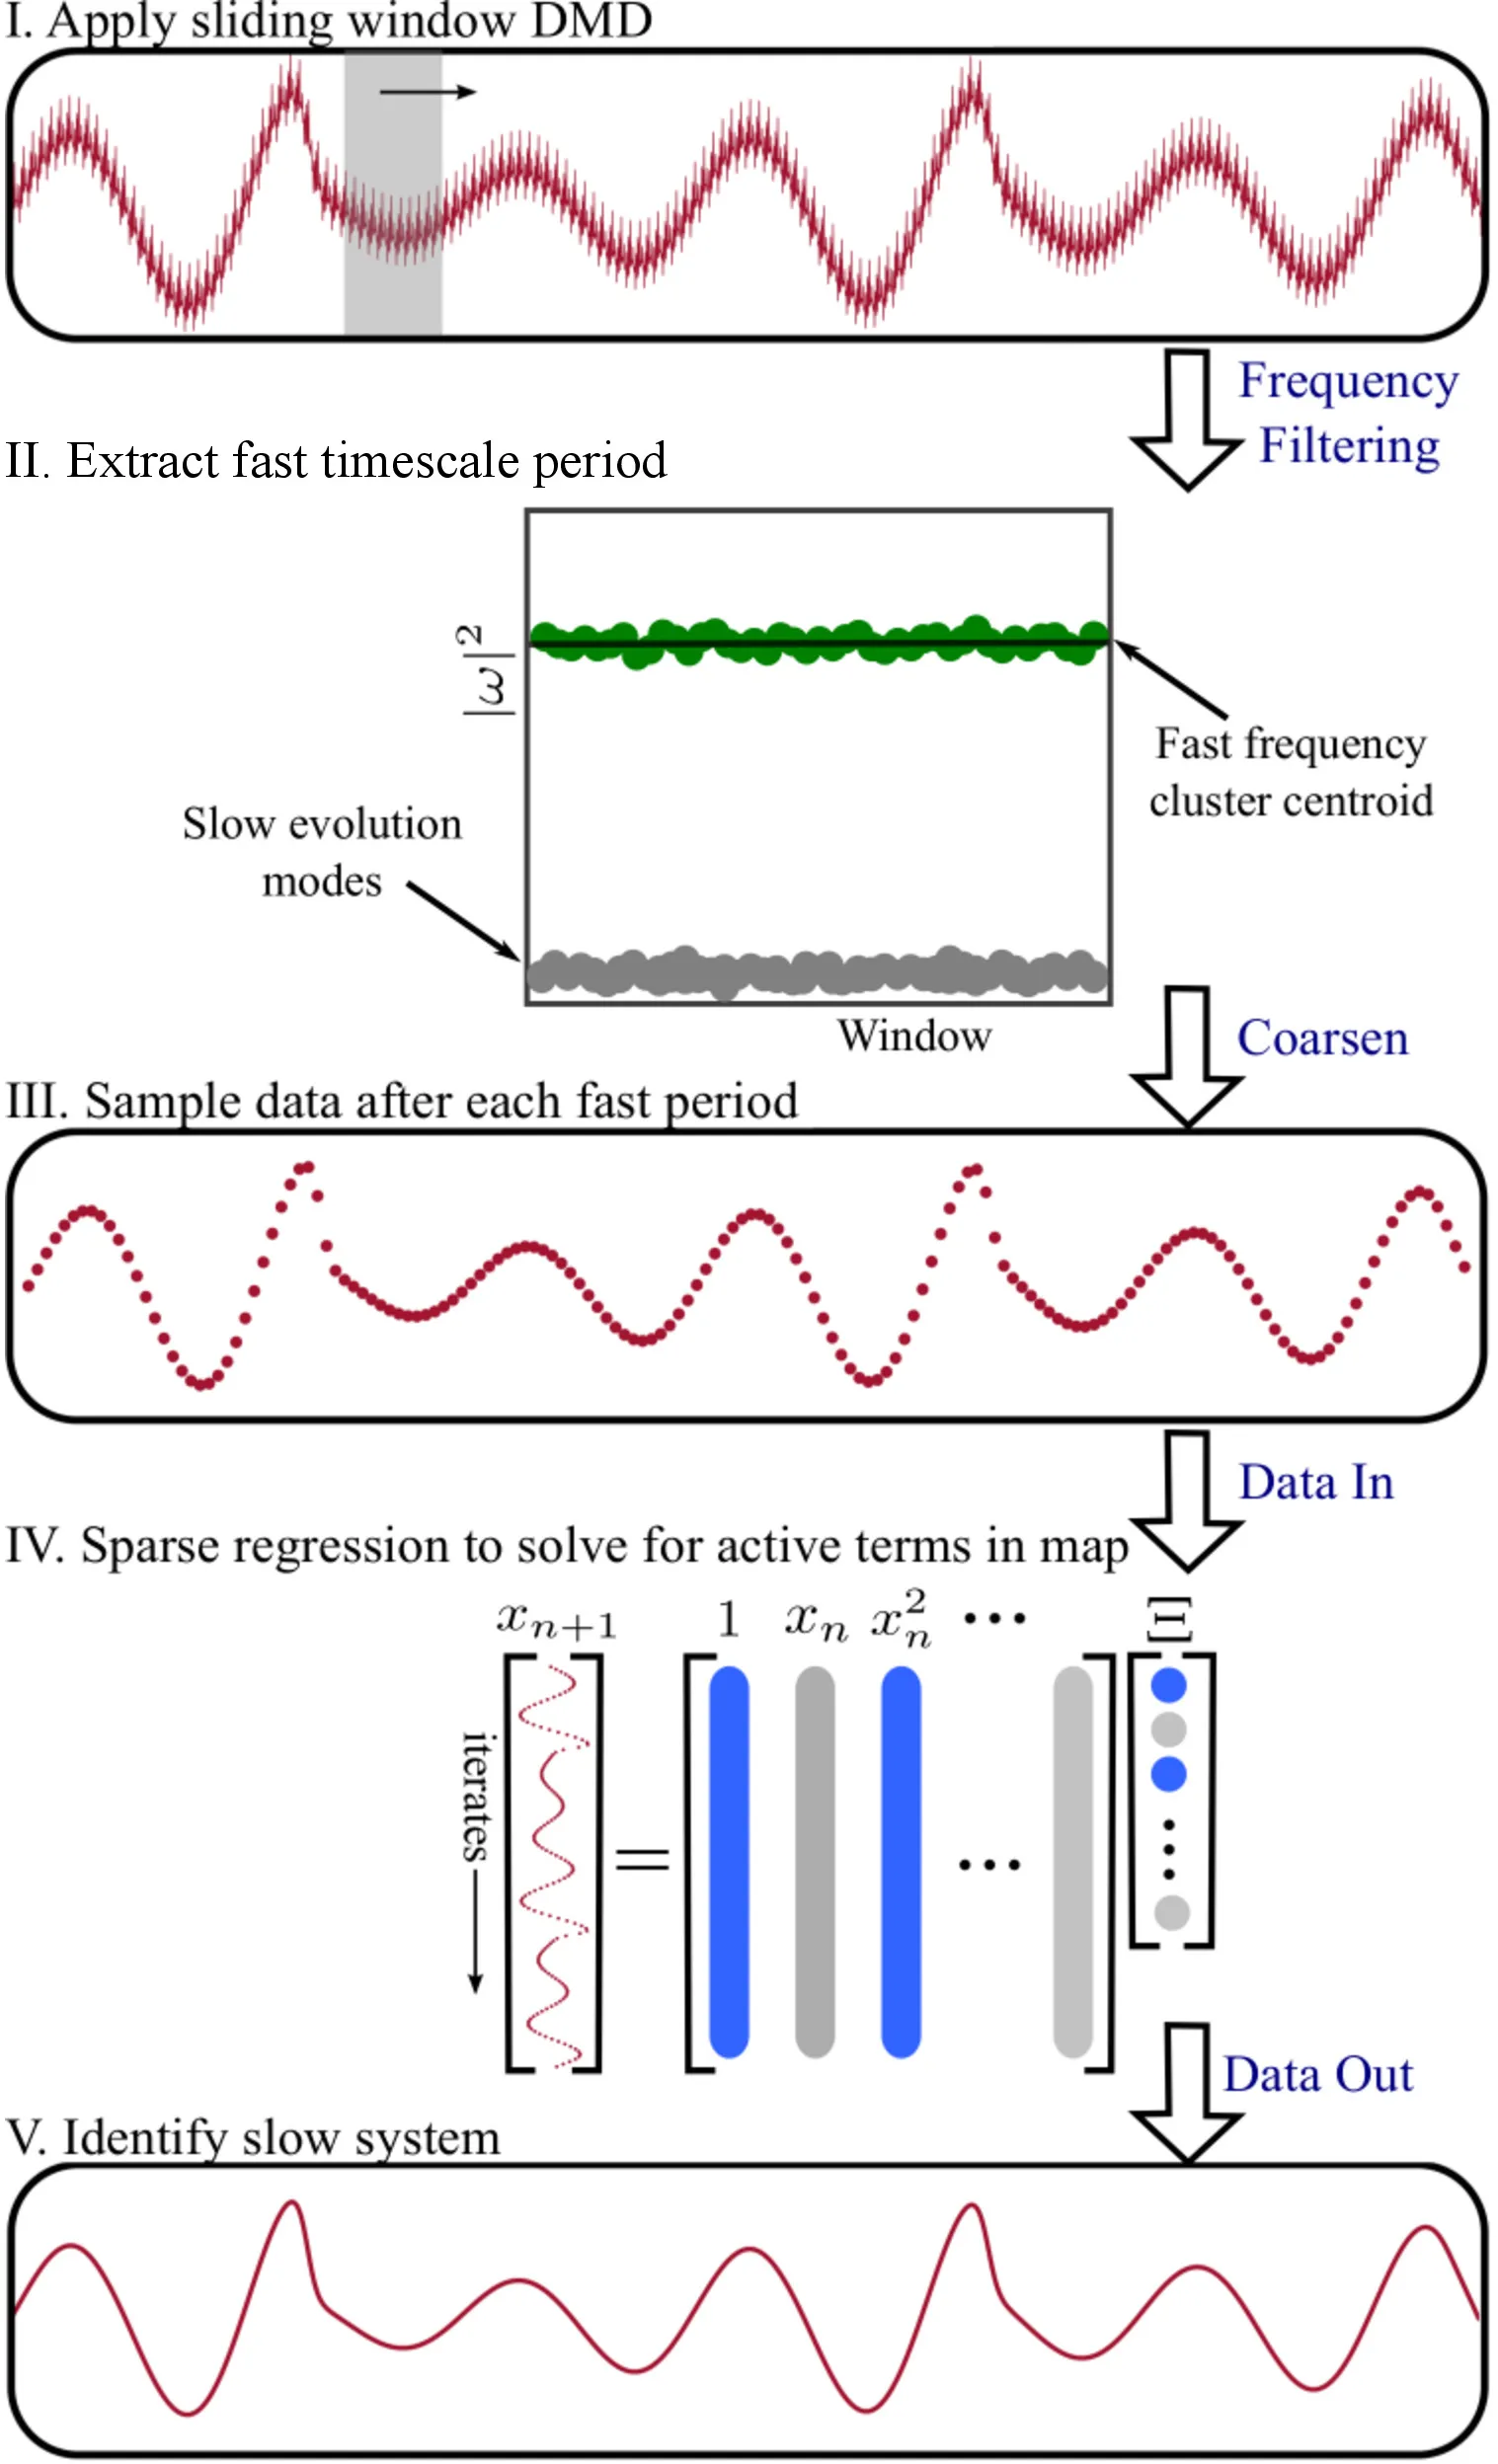 I. Apply sliding window DMD
Frequency
Filtering
II. Extract fast timescale period
|ω|²
Fast frequency
cluster centroid
Slow evolution
modes
Window
Coarsen
III. Sample data after each fast period
Data In
IV. Sparse regression to solve for active terms in map
xₙ₊₁ 1 xₙ xₙ² ··· Ξ
iterates
= ···
Data Out
V. Identify slow system